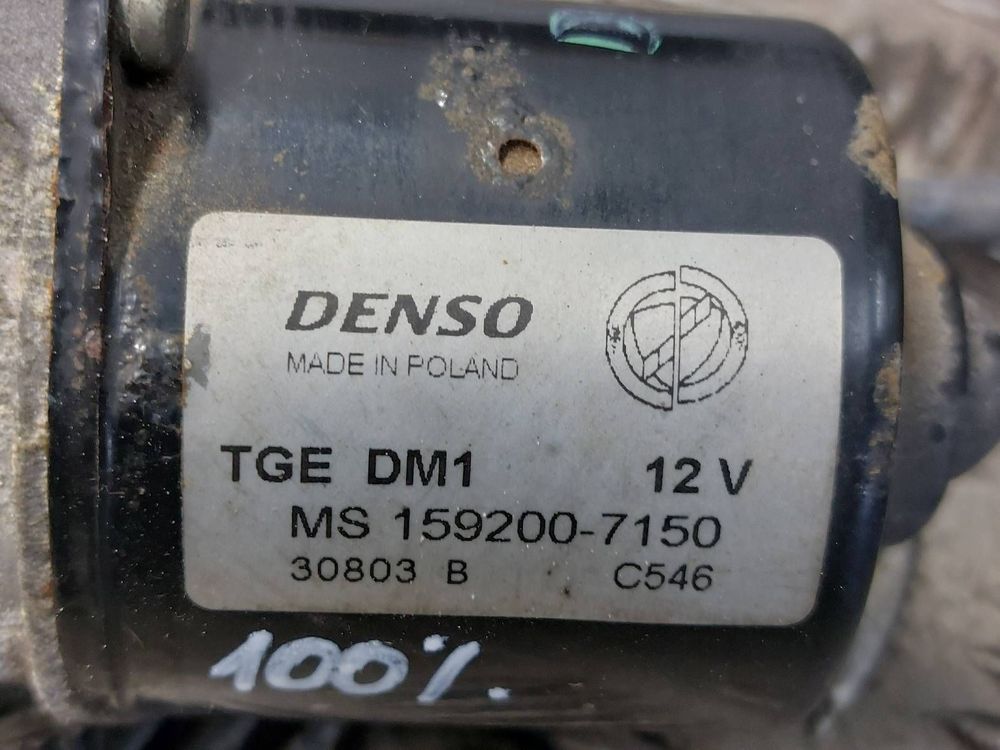 DENSO
MADE IN POLAND
TGE DM1 12 V
MS 159200-7150
30803 B C546
100%.